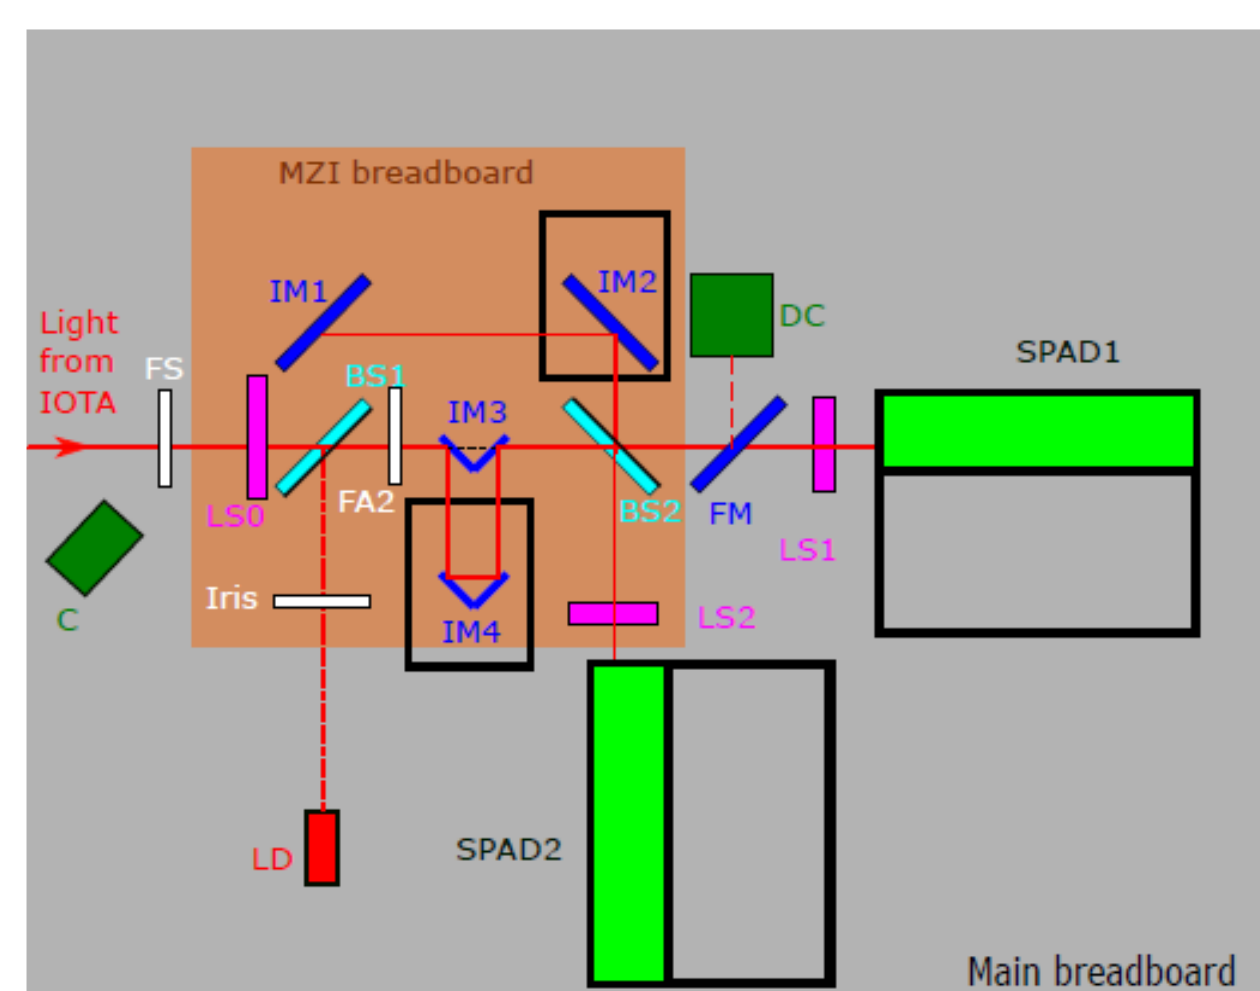 MZI breadboard
IM1
IM2
Light
from
IOTA
FS
BS1
DC
SPAD1
IM3
LS0
FA2
BS2
FM
LS1
C
Iris
IM4
LS2
LD
SPAD2
Main breadboard